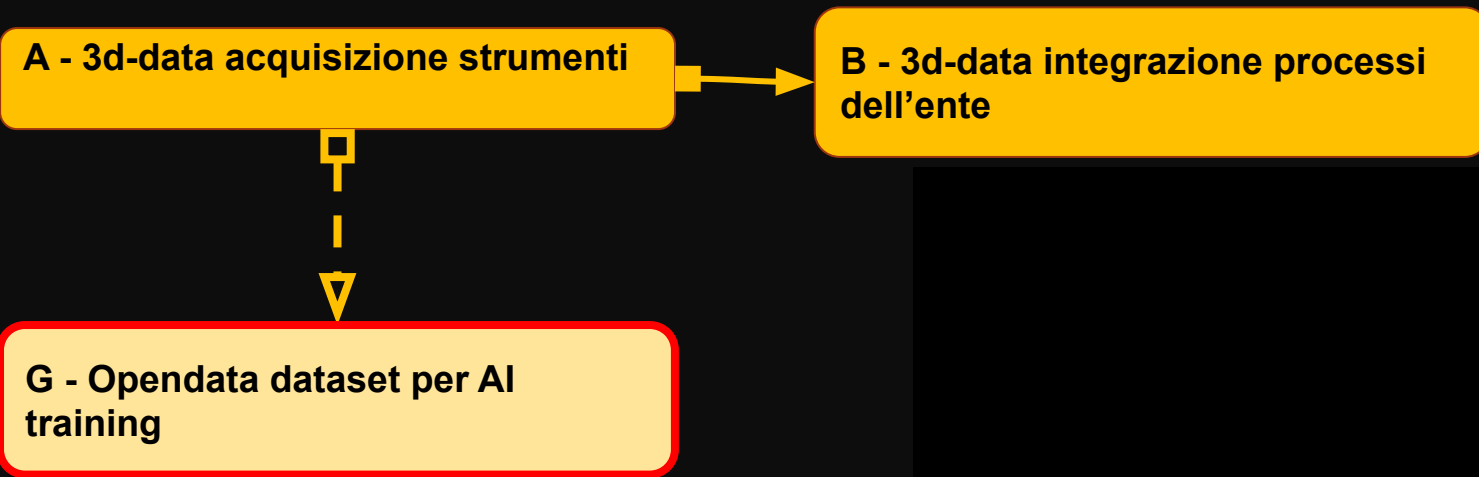 A - 3d-data acquisizione strumenti
B - 3d-data integrazione processi
dell’ente
G - Opendata dataset per AI
training